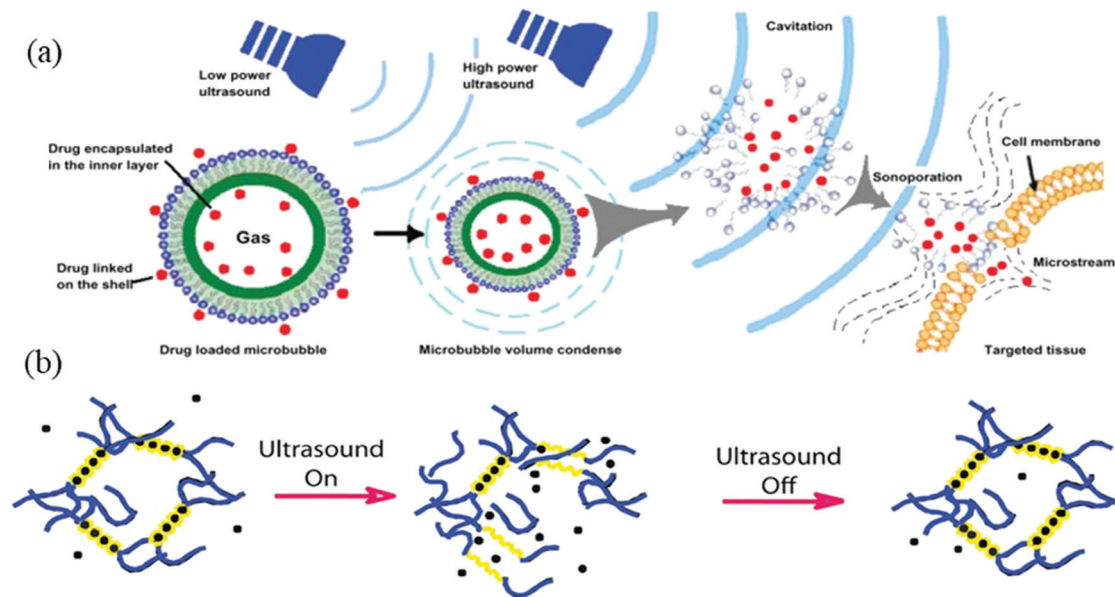 (a)
Low power
ultrasound
High power
ultrasound
Cavitation
Drug encapsulated
in the inner layer
Gas
Drug linked
on the shell
Sonoporation
Cell membrane
Microstream
Drug loaded microbubble
Microbubble volume condense
Targeted tissue
(b)
Ultrasound
On
Ultrasound
Off